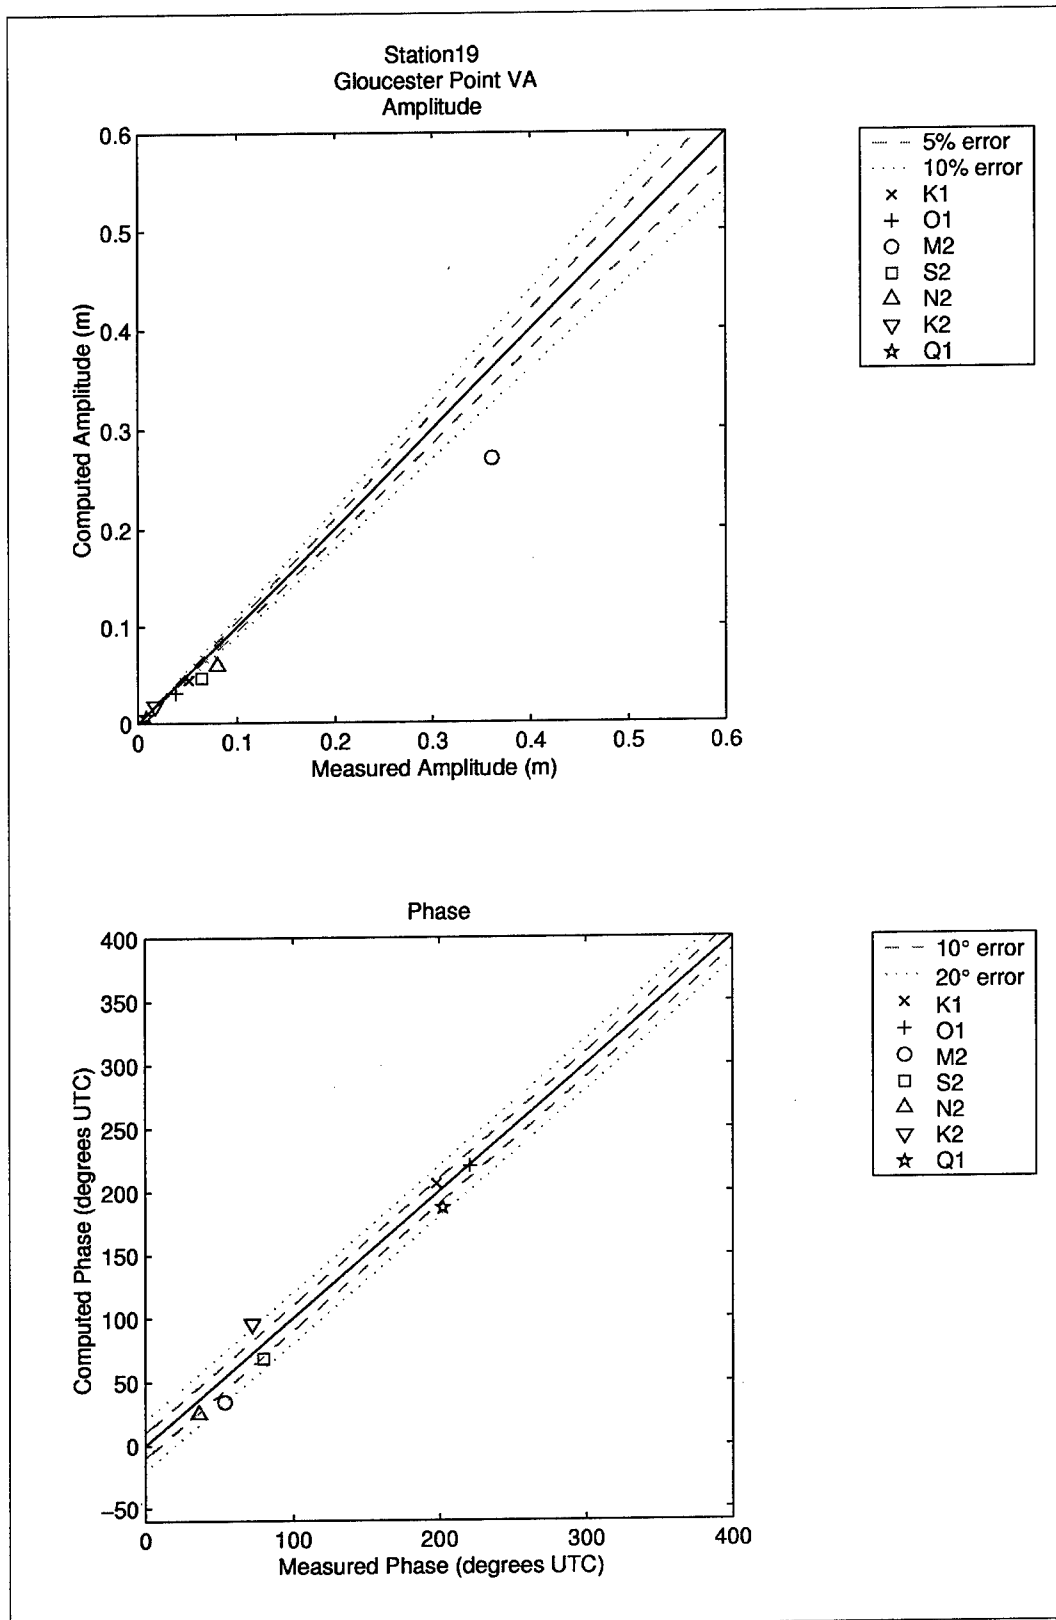 Station19
Gloucester Point VA
Amplitude
0.6
0.5
0.4
0.3
0.2
0.1
0
Computed Amplitude (m)
0 0.1 0.2 0.3 0.4 0.5 0.6
Measured Amplitude (m)
5% error
10% error
K1
O1
M2
S2
N2
K2
Q1
Phase
400
350
300
250
200
150
100
50
0
−50
Computed Phase (degrees UTC)
0 100 200 300 400
Measured Phase (degrees UTC)
10° error
20° error
K1
O1
M2
S2
N2
K2
Q1